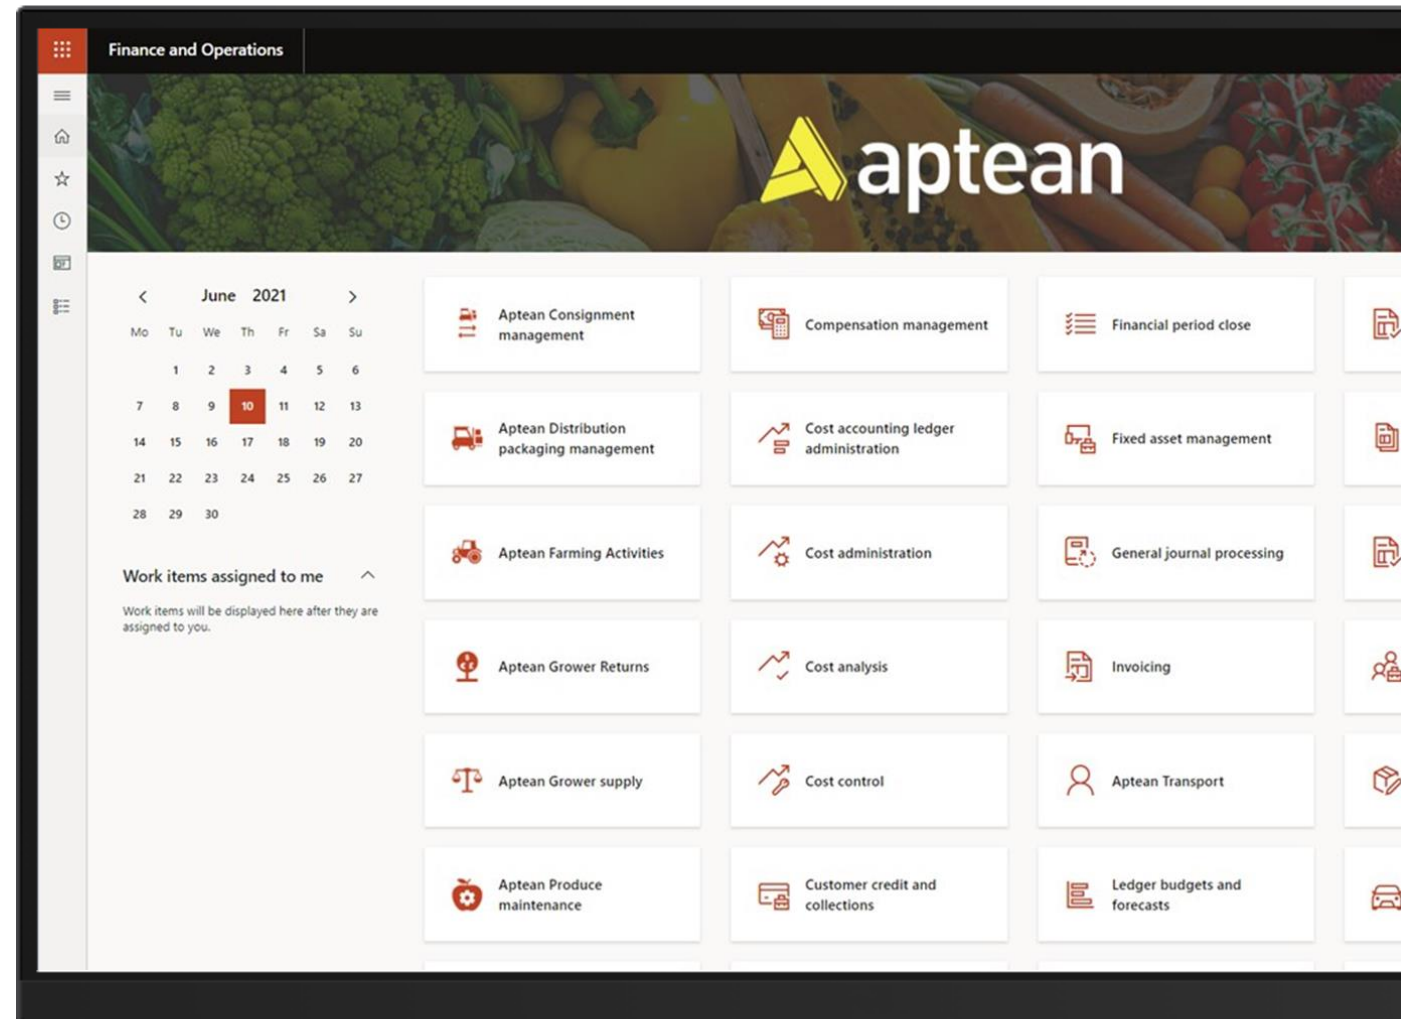 Finance and Operations
aptean
June 2021
Mo Tu We Th Fr Sa Su
1 2 3 4 5 6
7 8 9 10 11 12 13
14 15 16 17 18 19 20
21 22 23 24 25 26 27
28 29 30
Work items assigned to me
Work items will be displayed here after they are
assigned to you.
Aptean Consignment
management
Compensation management
Financial period close
Aptean Distribution
packaging management
Cost accounting ledger
administration
Fixed asset management
Aptean Farming Activities
Cost administration
General journal processing
Aptean Grower Returns
Cost analysis
Invoicing
Aptean Grower supply
Cost control
Aptean Transport
Aptean Produce
maintenance
Customer credit and
collections
Ledger budgets and
forecasts